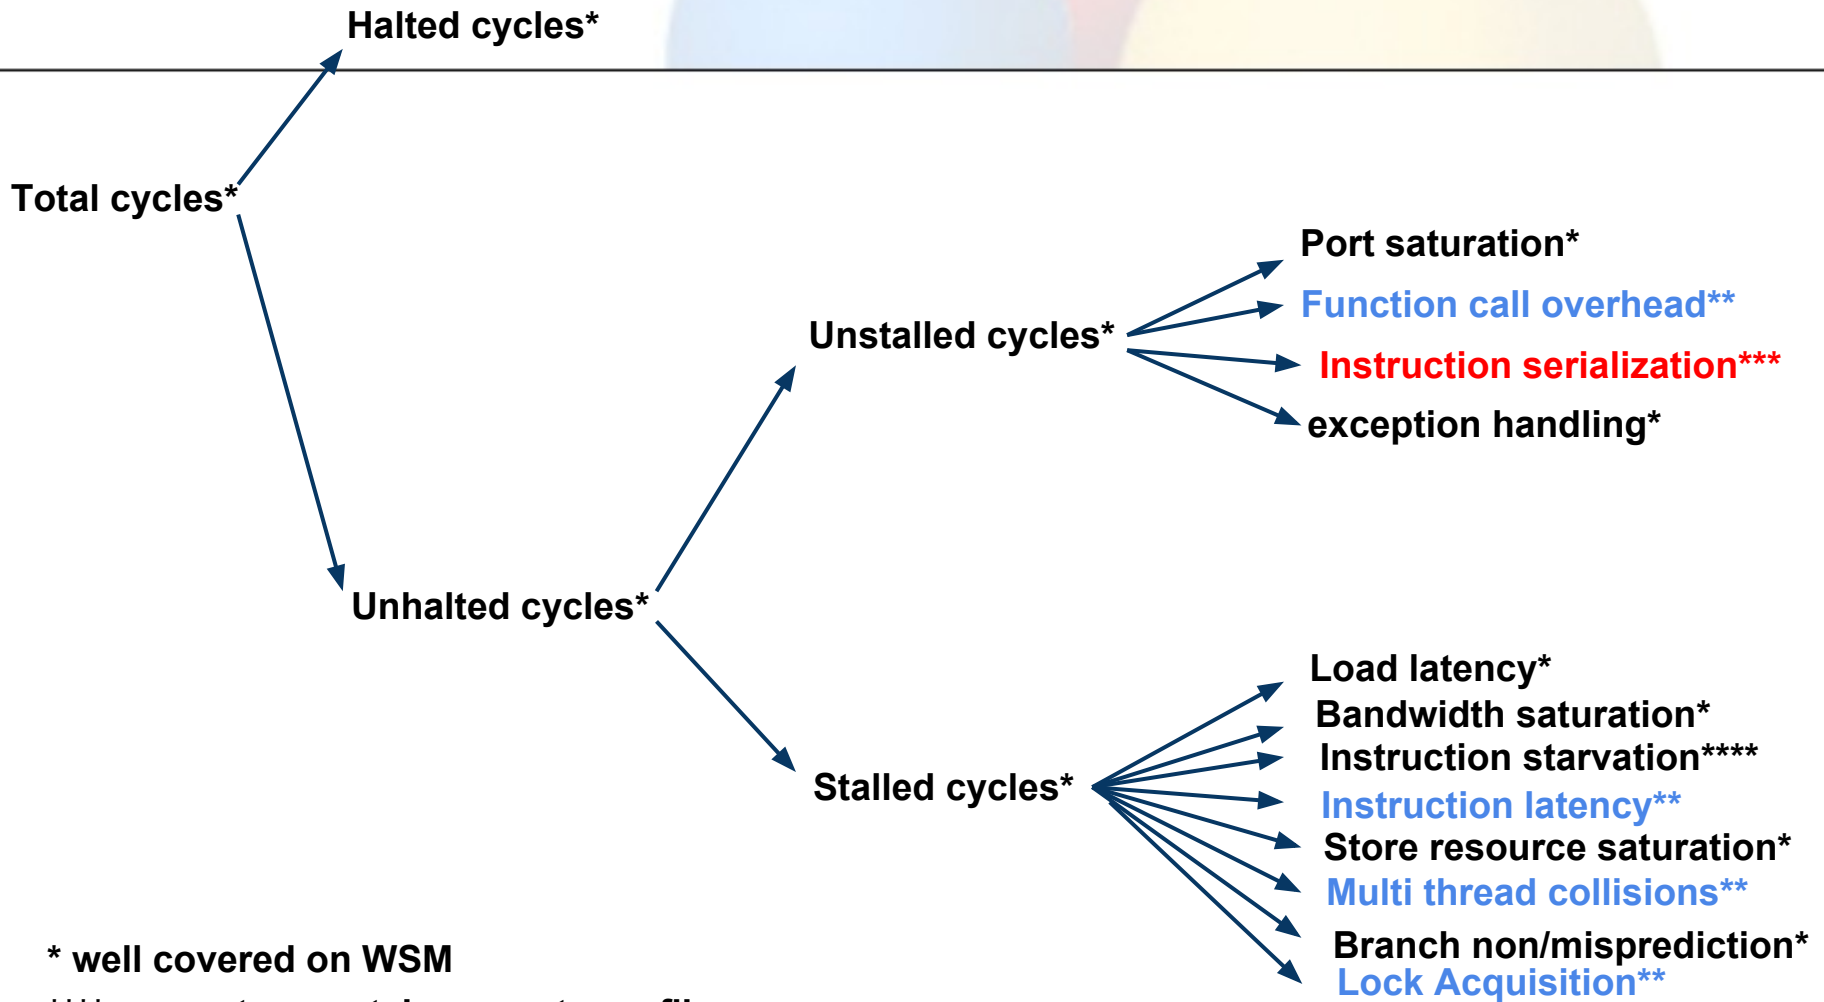 Halted cycles*
Total cycles*
Port saturation*
Function call overhead**
Unstalled cycles*
Instruction serialization***
exception handling*
Unhalted cycles*
Load latency*
Bandwidth saturation*
Instruction starvation****
Stalled cycles*
Instruction latency**
Store resource saturation*
Multi thread collisions**
Branch non/misprediction*
* well covered on WSM
Lock Acquisition**